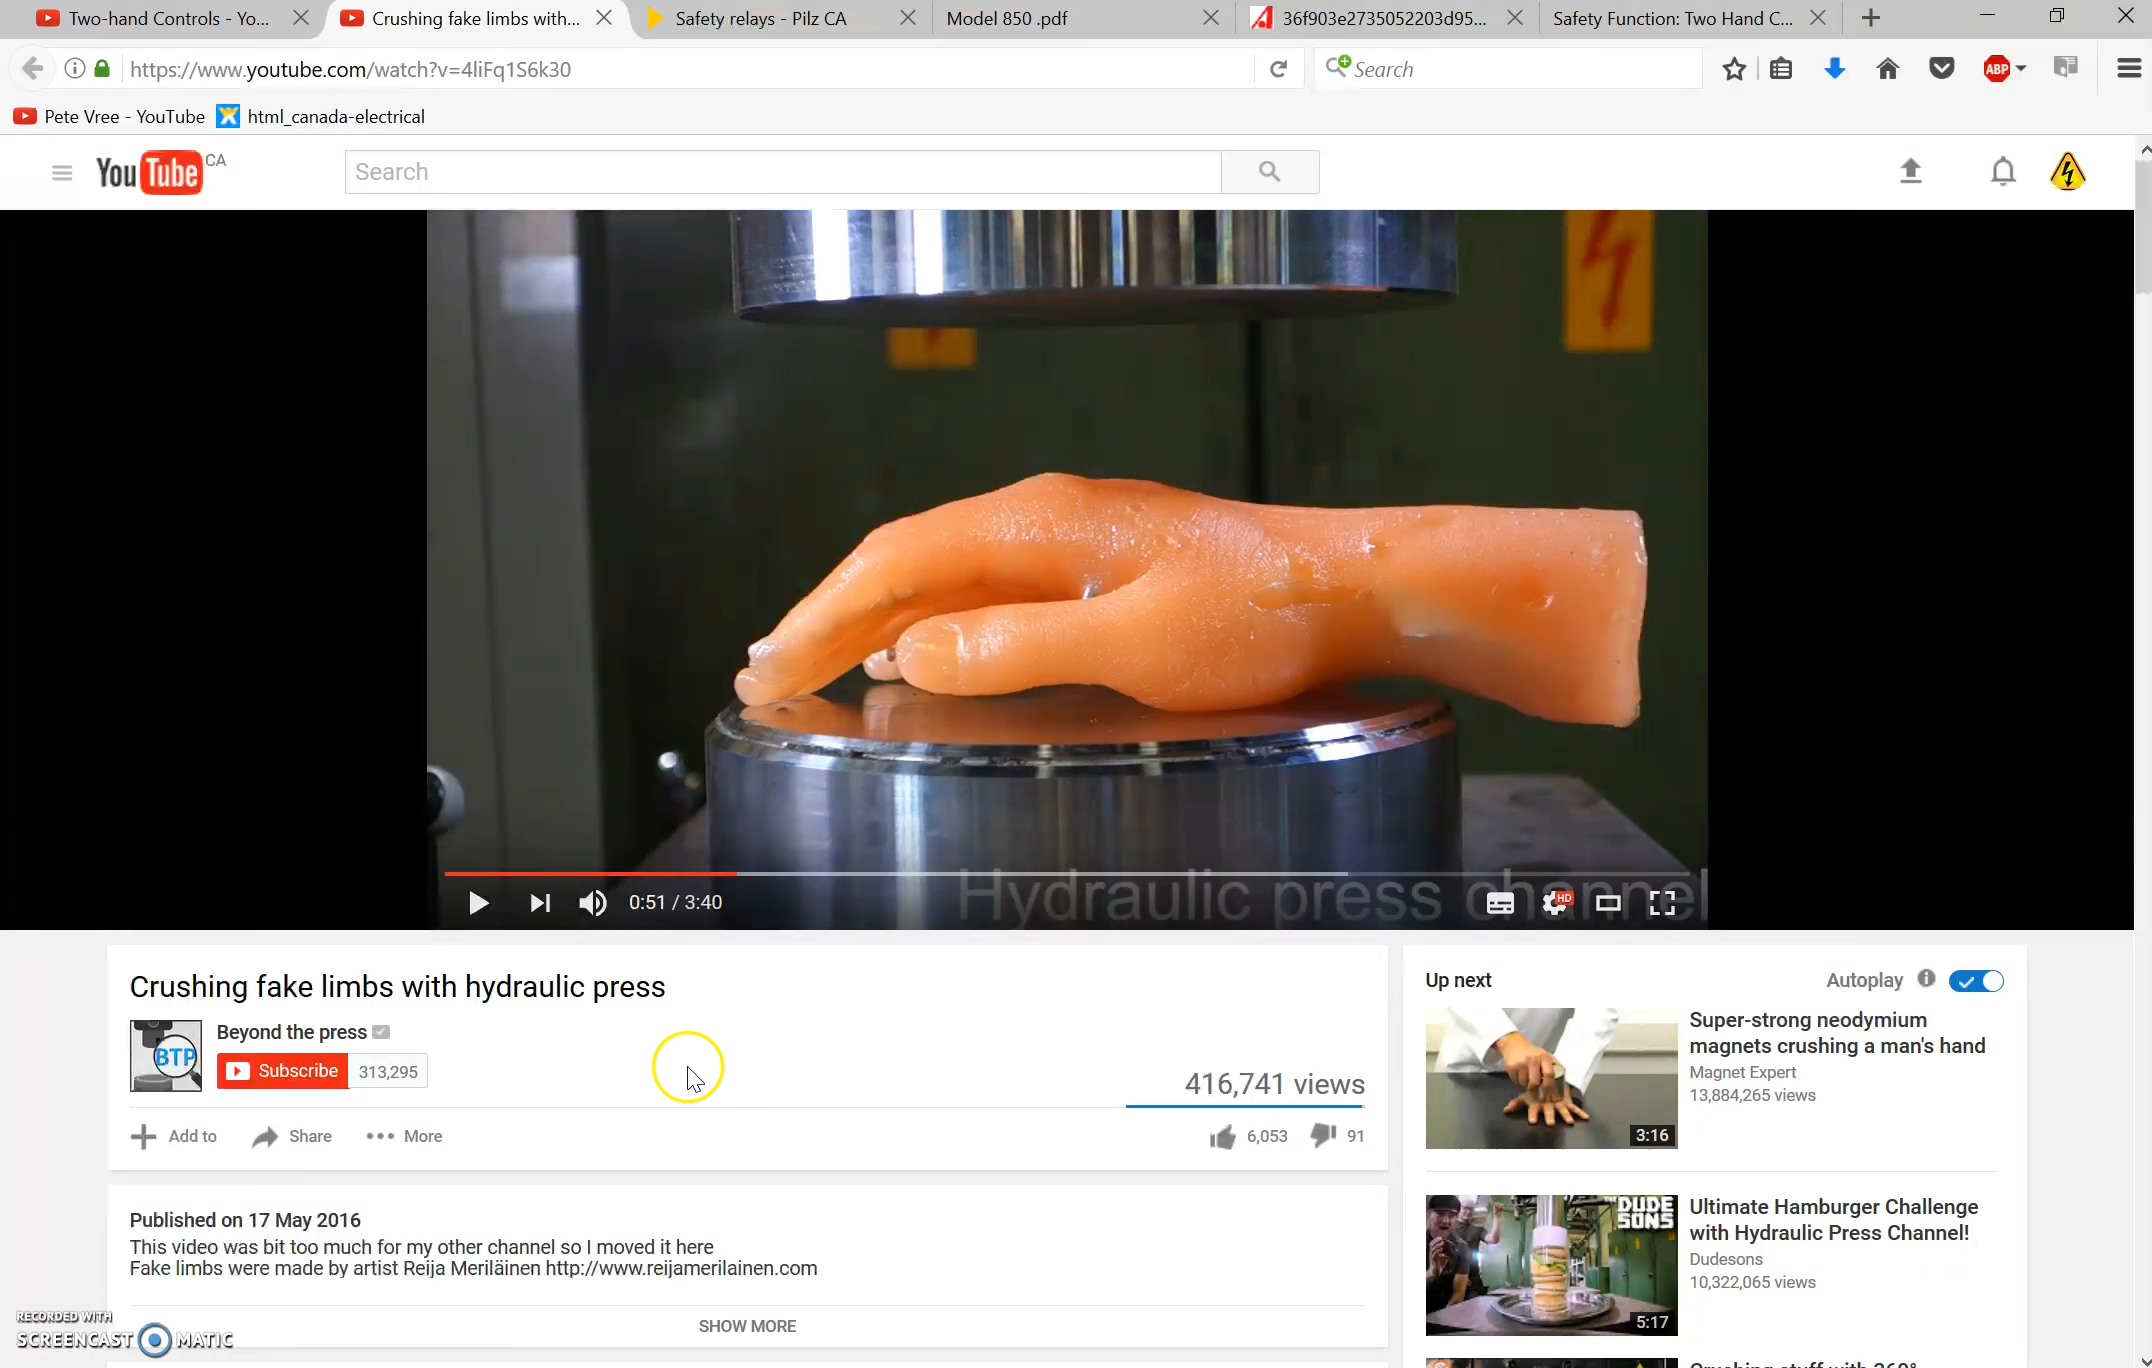 Two-hand Controls - Yo...
Crushing fake limbs with...
Safety relays - Pilz CA
Model 850 .pdf
36f903e2735052203d95...
Safety Function: Two Hand C...
https://www.youtube.com/watch?v=4liFq1S6k30
Search
ABP
Pete Vree - YouTube
html_canada-electrical
YouTube CA
Search
Hydraulic press channel
0:51 / 3:40
HD
Crushing fake limbs with hydraulic press
BTP
Beyond the press
Subscribe 313,295
416,741 views
Add to
Share
More
6,053
91
Published on 17 May 2016
This video was bit too much for my other channel so I moved it here
Fake limbs were made by artist Reija Meriläinen http://www.reijamerilainen.com
SHOW MORE
Up next
Autoplay
Super-strong neodymium
magnets crushing a man's hand
Magnet Expert
13,884,265 views
3:16
Ultimate Hamburger Challenge
with Hydraulic Press Channel!
Dudesons
10,322,065 views
THE DUDESONS
5:17
RECORDED WITH
SCREENCAST MATIC